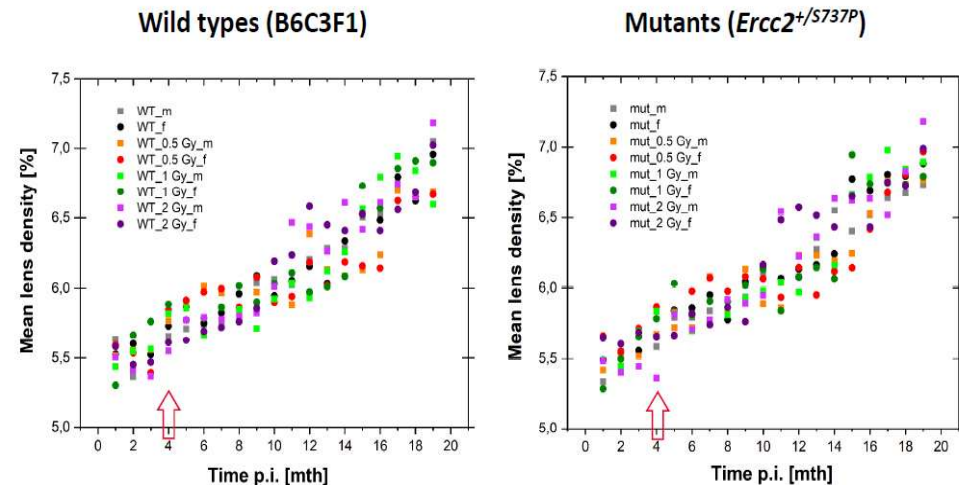 Wild types (B6C3F1)
7,5
7,0
6,5
6,0
5,5
5,0
Mean lens density [%]
WT_m
WT_f
WT_0.5 Gy_m
WT_0.5 Gy_f
WT_1 Gy_m
WT_1 Gy_f
WT_2 Gy_m
WT_2 Gy_f
0 2 4 6 8 10 12 14 16 18 20
Time p.i. [mth]
Mutants (Ercc2+/S737P)
7,5
7,0
6,5
6,0
5,5
5,0
Mean lens density [%]
mut_m
mut_f
mut_0.5 Gy_m
mut_0.5 Gy_f
mut_1 Gy_m
mut_1 Gy_f
mut_2 Gy_m
mut_2 Gy_f
0 2 4 6 8 10 12 14 16 18 20
Time p.i. [mth]